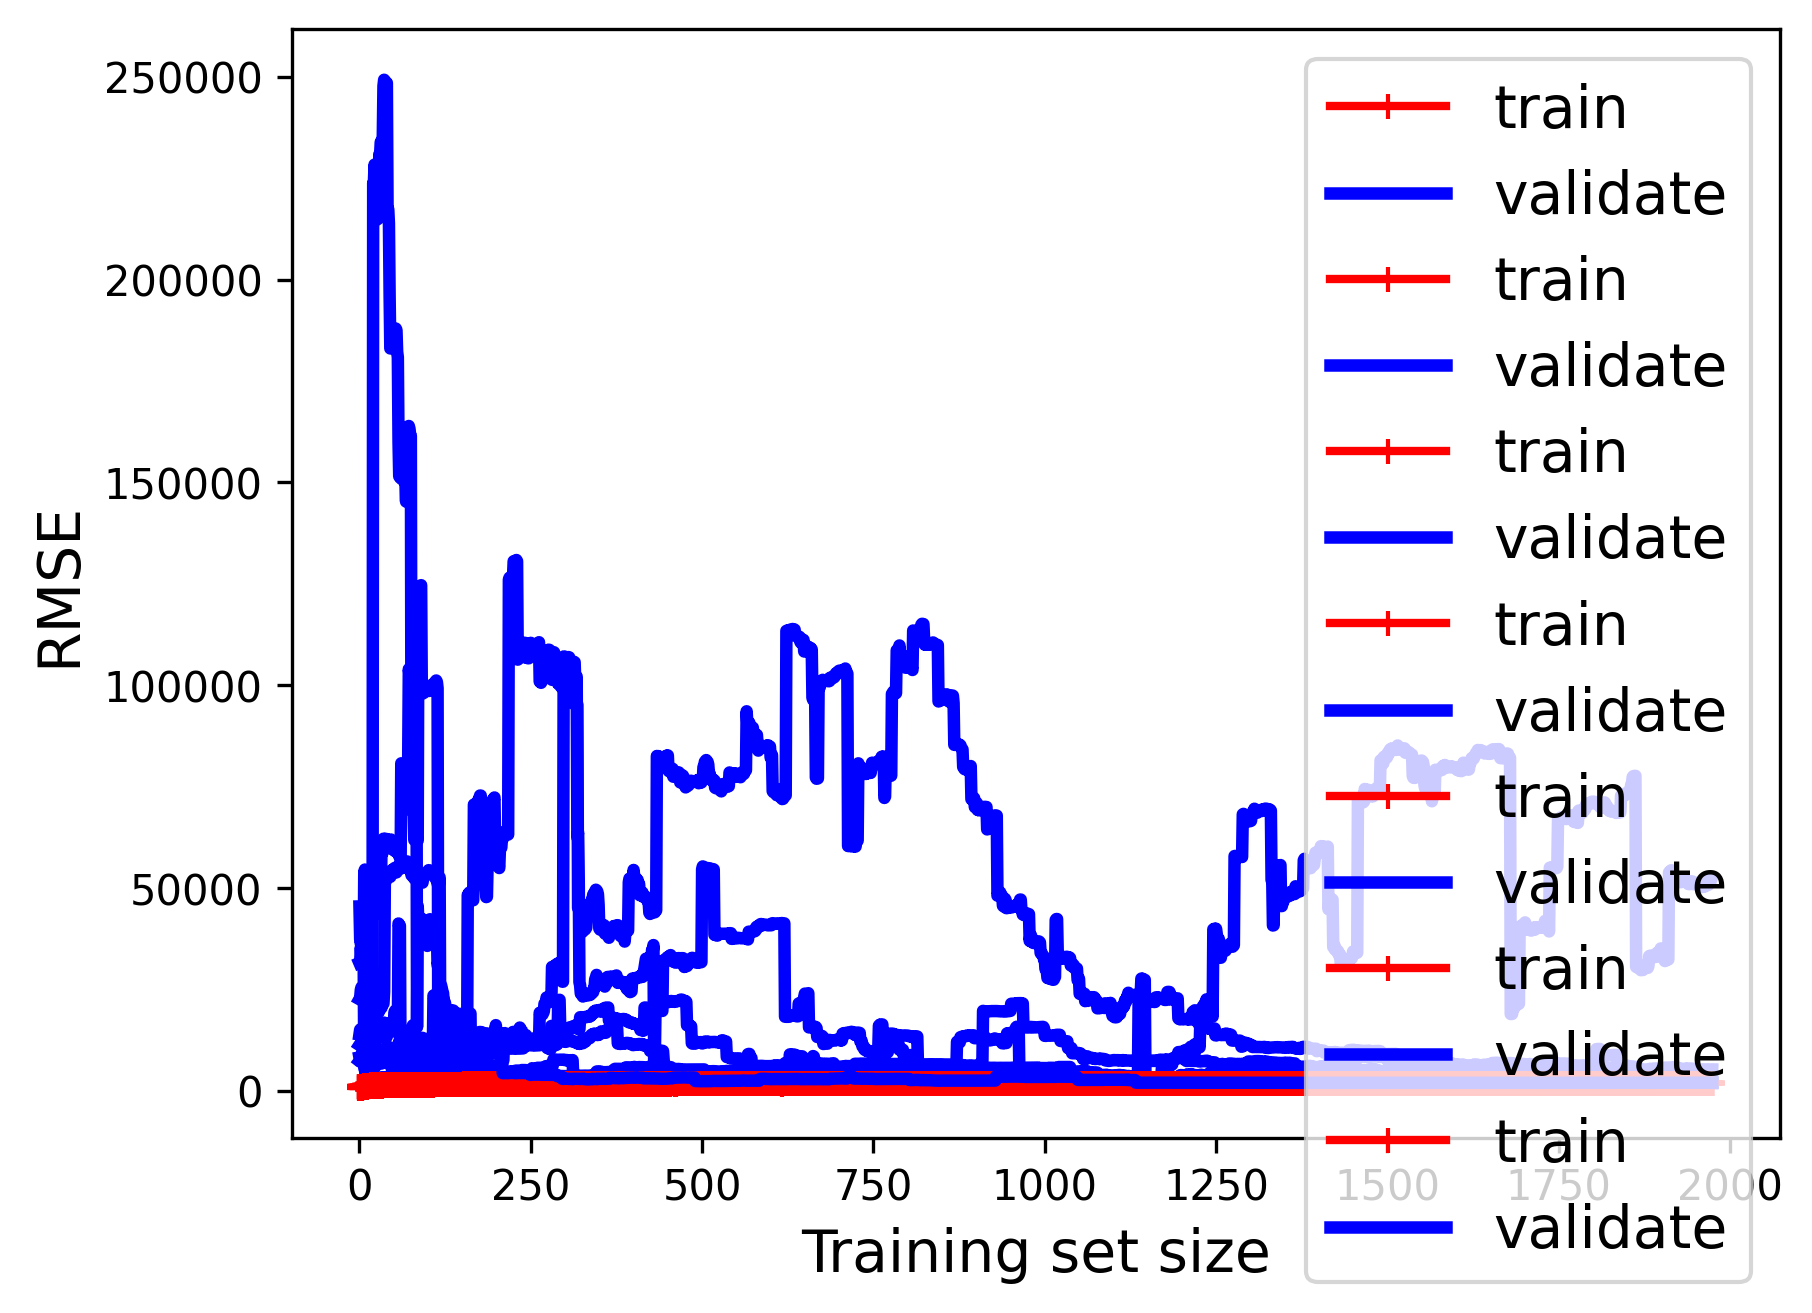 250000
200000
150000
100000
50000
0
RMSE
0 250 500 750 1000 1250 1500 1750 2000
Training set size
train
validate
train
validate
train
validate
train
validate
train
validate
train
validate
train
validate